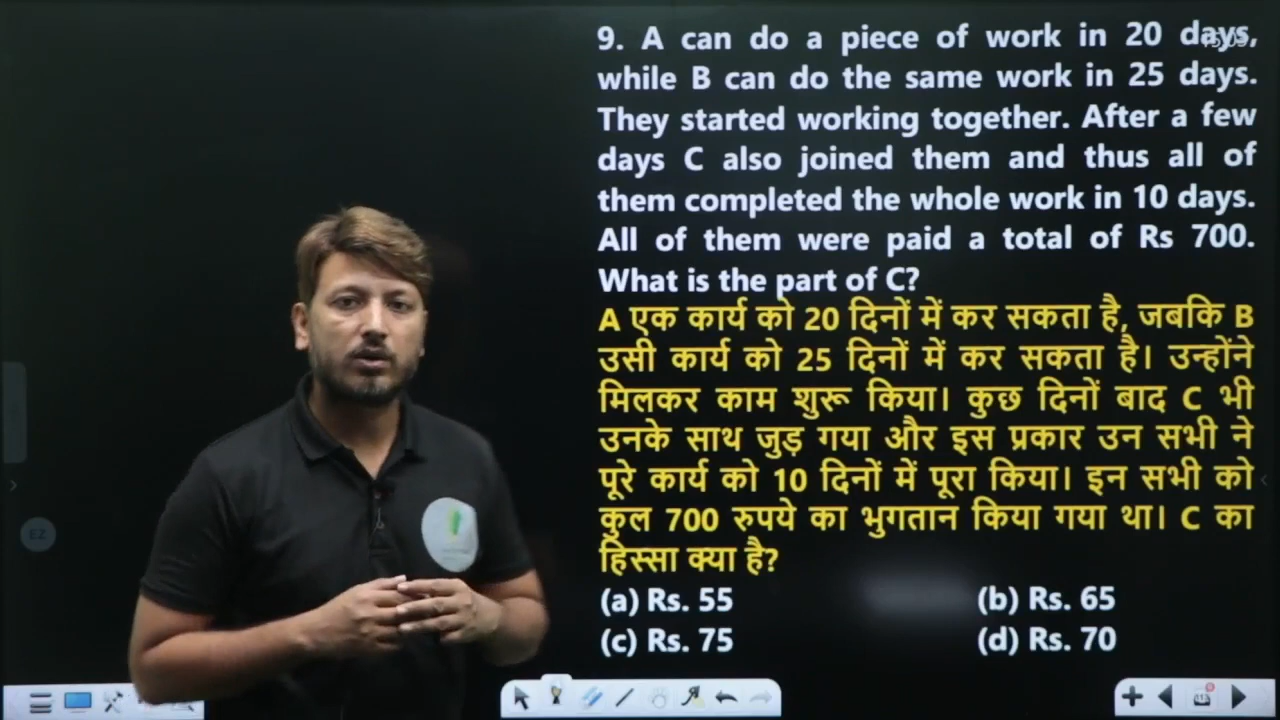 9. A can do a piece of work in 20 days,
while B can do the same work in 25 days.
They started working together. After a few
days C also joined them and thus all of
them completed the whole work in 10 days.
All of them were paid a total of Rs 700.
What is the part of C?
A एक कार्य को 20 दिनों में कर सकता है, जबकि B
उसी कार्य को 25 दिनों में कर सकता है। उन्होंने
मिलकर काम शुरू किया। कुछ दिनों बाद C भी
उनके साथ जुड़ गया और इस प्रकार उन सभी ने
पूरे कार्य को 10 दिनों में पूरा किया। इन सभी को
कुल 700 रुपये का भुगतान किया गया था। C का
हिस्सा क्या है?
(a) Rs. 55 (b) Rs. 65
(c) Rs. 75 (d) Rs. 70
EZ